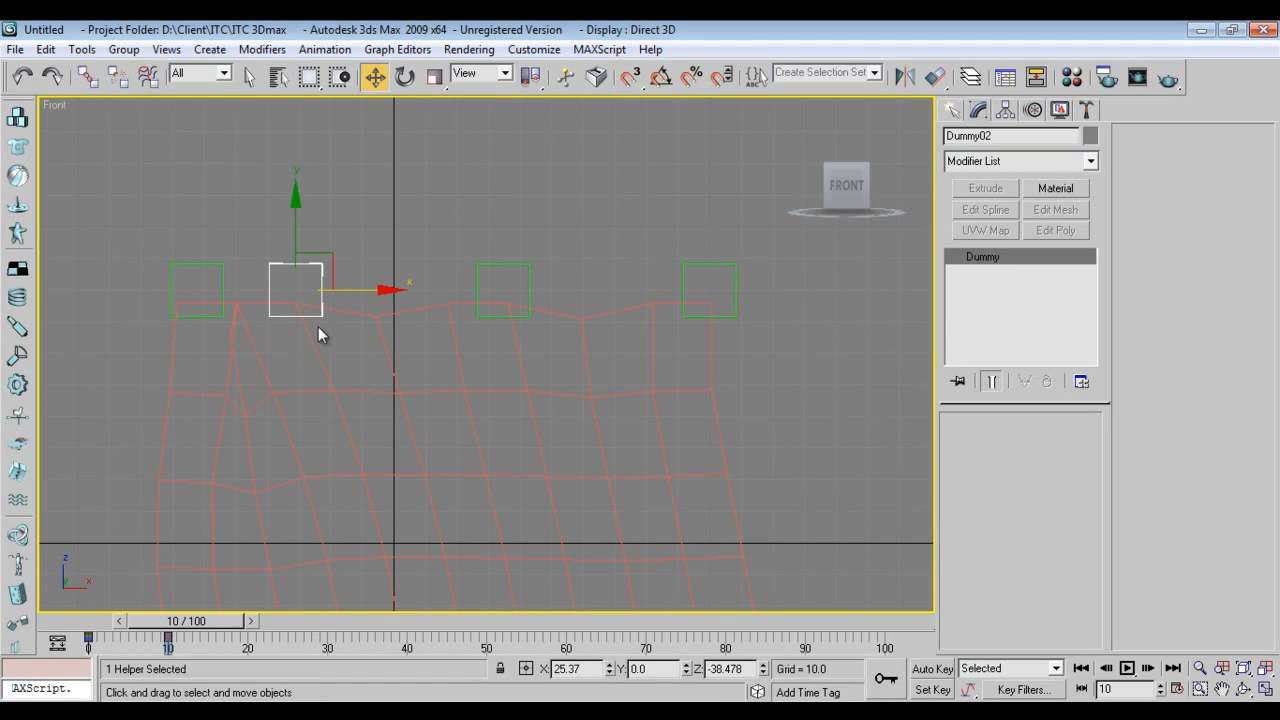 Untitled - Project Folder: D:\Client\ITC\ITC 3Dmax - Autodesk 3ds Max 2009 x64 - Unregistered Version - Display : Direct 3D
File Edit Tools Group Views Create Modifiers Animation Graph Editors Rendering Customize MAXScript Help
All View Create Selection Set
Front
FRONT
y
x
z
y x
Dummy02
Modifier List
Extrude Material
Edit Spline Edit Mesh
UVW Map Edit Poly
Dummy
< 10 / 100 >
0 10 20 30 40 50 60 70 80 90 100
1 Helper Selected X: 25.37 Y: 0.0 Z: -38.478 Grid = 10.0 Auto Key Selected
AXScript. Click and drag to select and move objects Add Time Tag Set Key Key Filters... 10